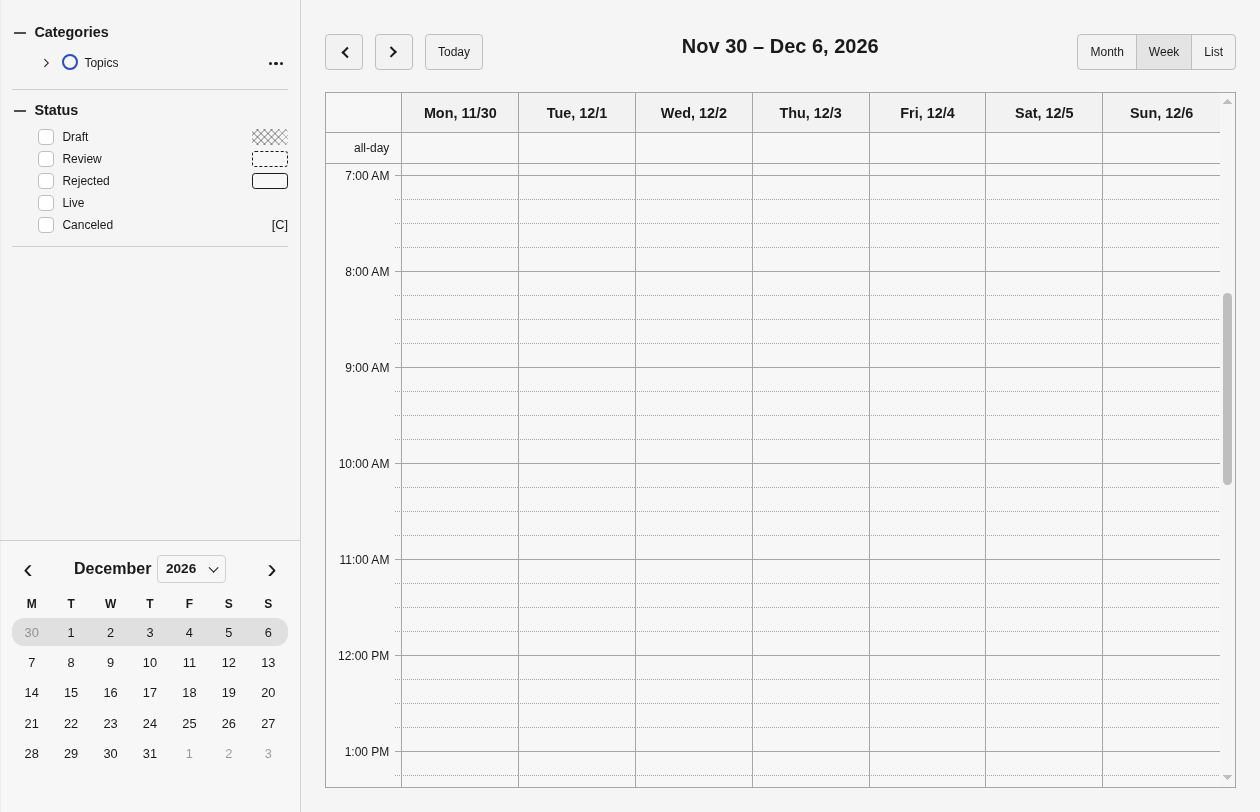 Categories
Topics
Status
Draft
Review
Rejected
Live
Canceled [C]
December 2026
M T W T F S S
30 1 2 3 4 5 6
7 8 9 10 11 12 13
14 15 16 17 18 19 20
21 22 23 24 25 26 27
28 29 30 31 1 2 3
Today
Nov 30 – Dec 6, 2026
Month Week List
Mon, 11/30 Tue, 12/1 Wed, 12/2 Thu, 12/3 Fri, 12/4 Sat, 12/5 Sun, 12/6
all-day
7:00 AM
8:00 AM
9:00 AM
10:00 AM
11:00 AM
12:00 PM
1:00 PM